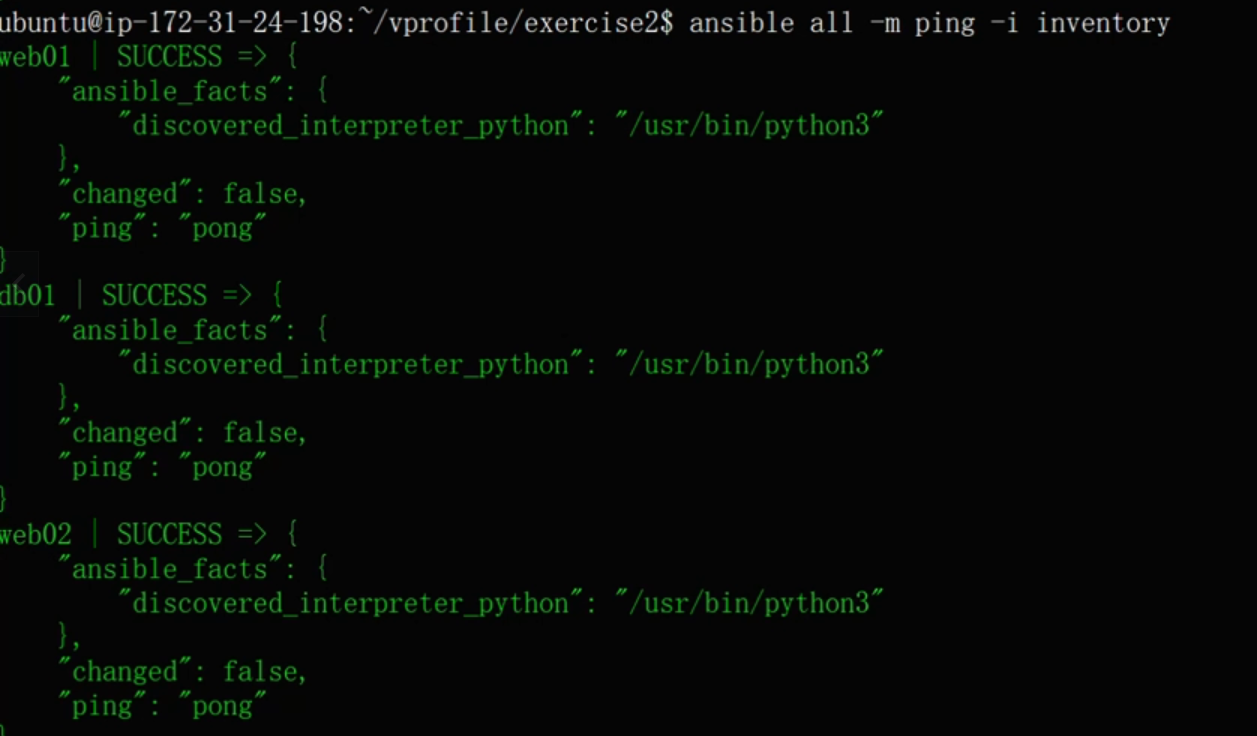 ubuntu@ip-172-31-24-198:~/vprofile/exercise2$ ansible all -m ping -i inventory
web01 | SUCCESS => {
    "ansible_facts": {
        "discovered_interpreter_python": "/usr/bin/python3"
    },
    "changed": false,
    "ping": "pong"
}
db01 | SUCCESS => {
    "ansible_facts": {
        "discovered_interpreter_python": "/usr/bin/python3"
    },
    "changed": false,
    "ping": "pong"
}
web02 | SUCCESS => {
    "ansible_facts": {
        "discovered_interpreter_python": "/usr/bin/python3"
    },
    "changed": false,
    "ping": "pong"
}